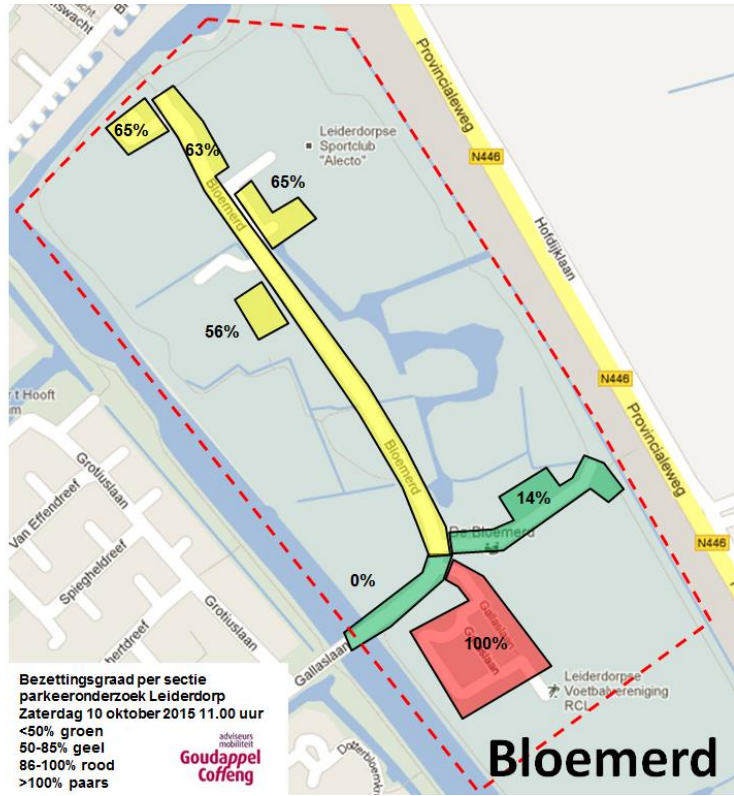 nswacht
Provincialeweg
65%
63%
Bloemerd
Leiderdorpse
Sportclub
"Alecto"
65%
N446
Hofdijklaan
56%
r t Hooft
N446
Provincialeweg
Grotiuslaan
Van Effendreef
Bloemerd
14%
De Bloemerd
N446
Spiegheldreef
0%
Grotiuslaan
Gallaslaan
Gallaslaan
100%
Gallaslaan
Leiderdorpse
Voetbalvereniging
RCL
Bezettingsgraad per sectie
parkeeronderzoek Leiderdorp
Zaterdag 10 oktober 2015 11.00 uur
<50% groen
50-85% geel
86-100% rood
>100% paars
adviseurs
mobiliteit
Goudappel
Coffeng
Bloemerd